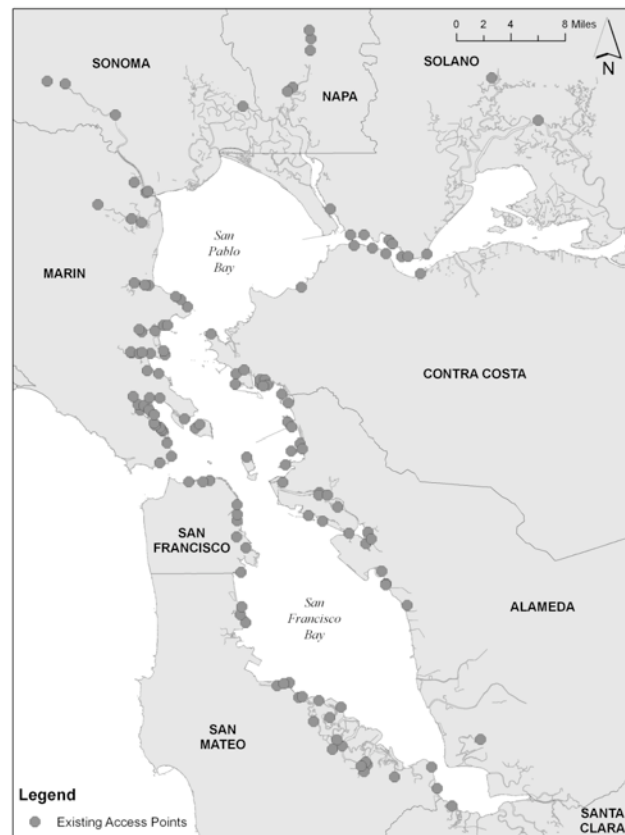 0 2 4 8 Miles
N
SONOMA
NAPA
SOLANO
San
Pablo
Bay
MARIN
CONTRA COSTA
SAN
FRANCISCO
San
Francisco
Bay
ALAMEDA
SAN
MATEO
Legend
Existing Access Points
SANTA
CLARA